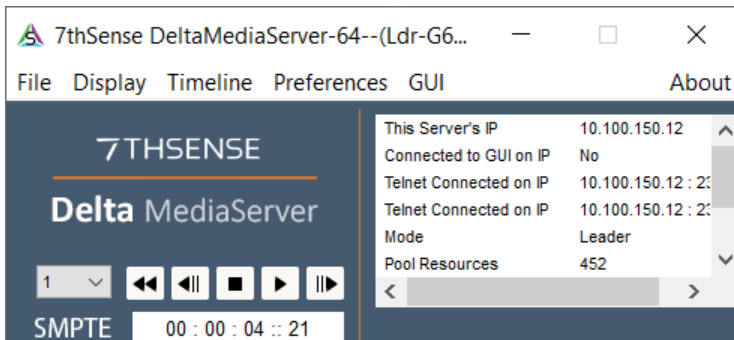 7thSense DeltaMediaServer-64--(Ldr-G6...
File Display Timeline Preferences GUI About
7THSENSE
Delta MediaServer
1
SMPTE 00 : 00 : 04 :: 21
This Server's IP 10.100.150.12
Connected to GUI on IP No
Telnet Connected on IP 10.100.150.12 : 23
Telnet Connected on IP 10.100.150.12 : 23
Mode Leader
Pool Resources 452